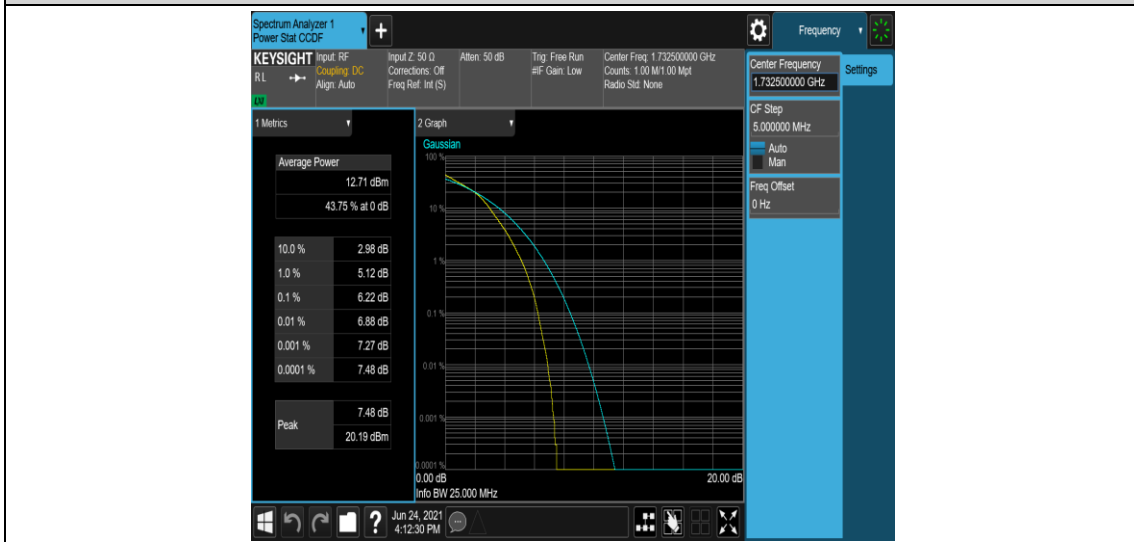 Spectrum Analyzer 1
Power Stat CCDF
Frequency
KEYSIGHT
RL
LXI
Input: RF
Coupling: DC
Align: Auto
Input Z: 50 Ω
Corrections: Off
Freq Ref: Int (S)
Atten: 50 dB
Trig: Free Run
#IF Gain: Low
Center Freq: 1.732500000 GHz
Counts: 1.00 M/1.00 Mpt
Radio Std: None
Center Frequency
1.732500000 GHz
Settings
CF Step
5.000000 MHz
Auto
Man
Freq Offset
0 Hz
1 Metrics
Average Power
12.71 dBm
43.75 % at 0 dB
10.0 % 2.98 dB
1.0 % 5.12 dB
0.1 % 6.22 dB
0.01 % 6.88 dB
0.001 % 7.27 dB
0.0001 % 7.48 dB
Peak
7.48 dB
20.19 dBm
2 Graph
Gaussian
100 %
10 %
1 %
0.1 %
0.01 %
0.001 %
0.0001 %
0.00 dB 20.00 dB
Info BW 25.000 MHz
Jun 24, 2021
4:12:30 PM